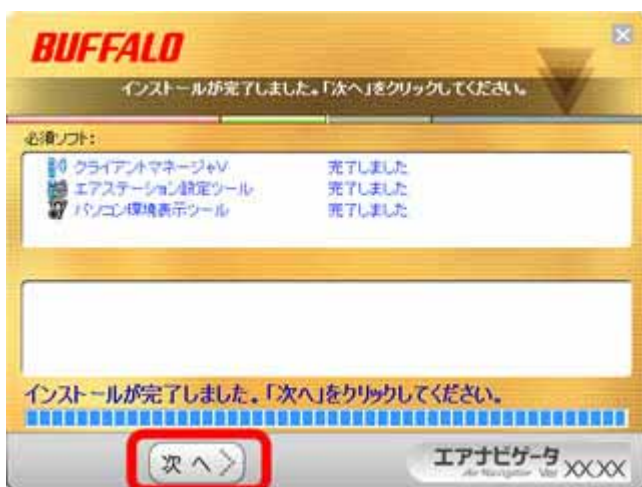 BUFFALO
インストールが完了しました。「次へ」をクリックしてください。
必須ソフト:
クライアントマネージャV 完了しました
エアステーション設定ツール 完了しました
パソコン環境表示ツール 完了しました
インストールが完了しました。「次へ」をクリックしてください。
次へ
エアナビゲータ
Air Navigator Ver XX.XX